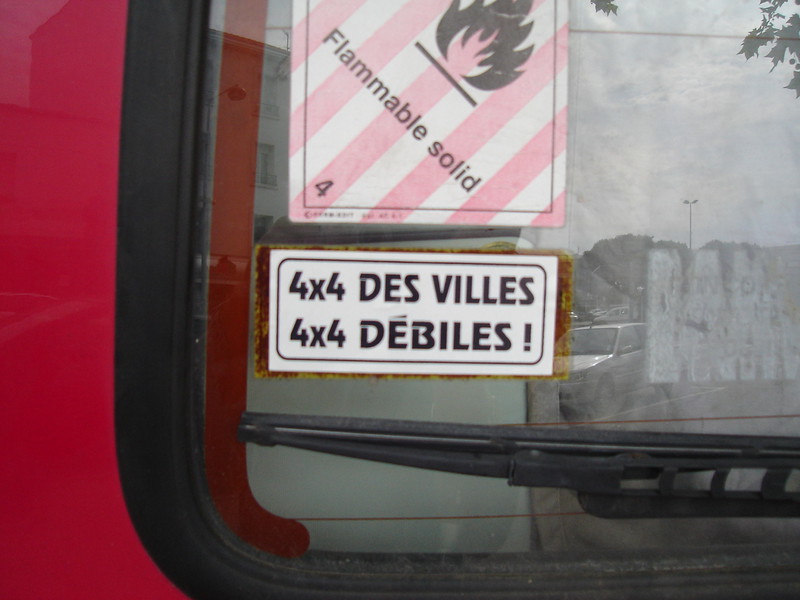 Flammable solid
4
4x4 DES VILLES
4x4 DÉBILES !